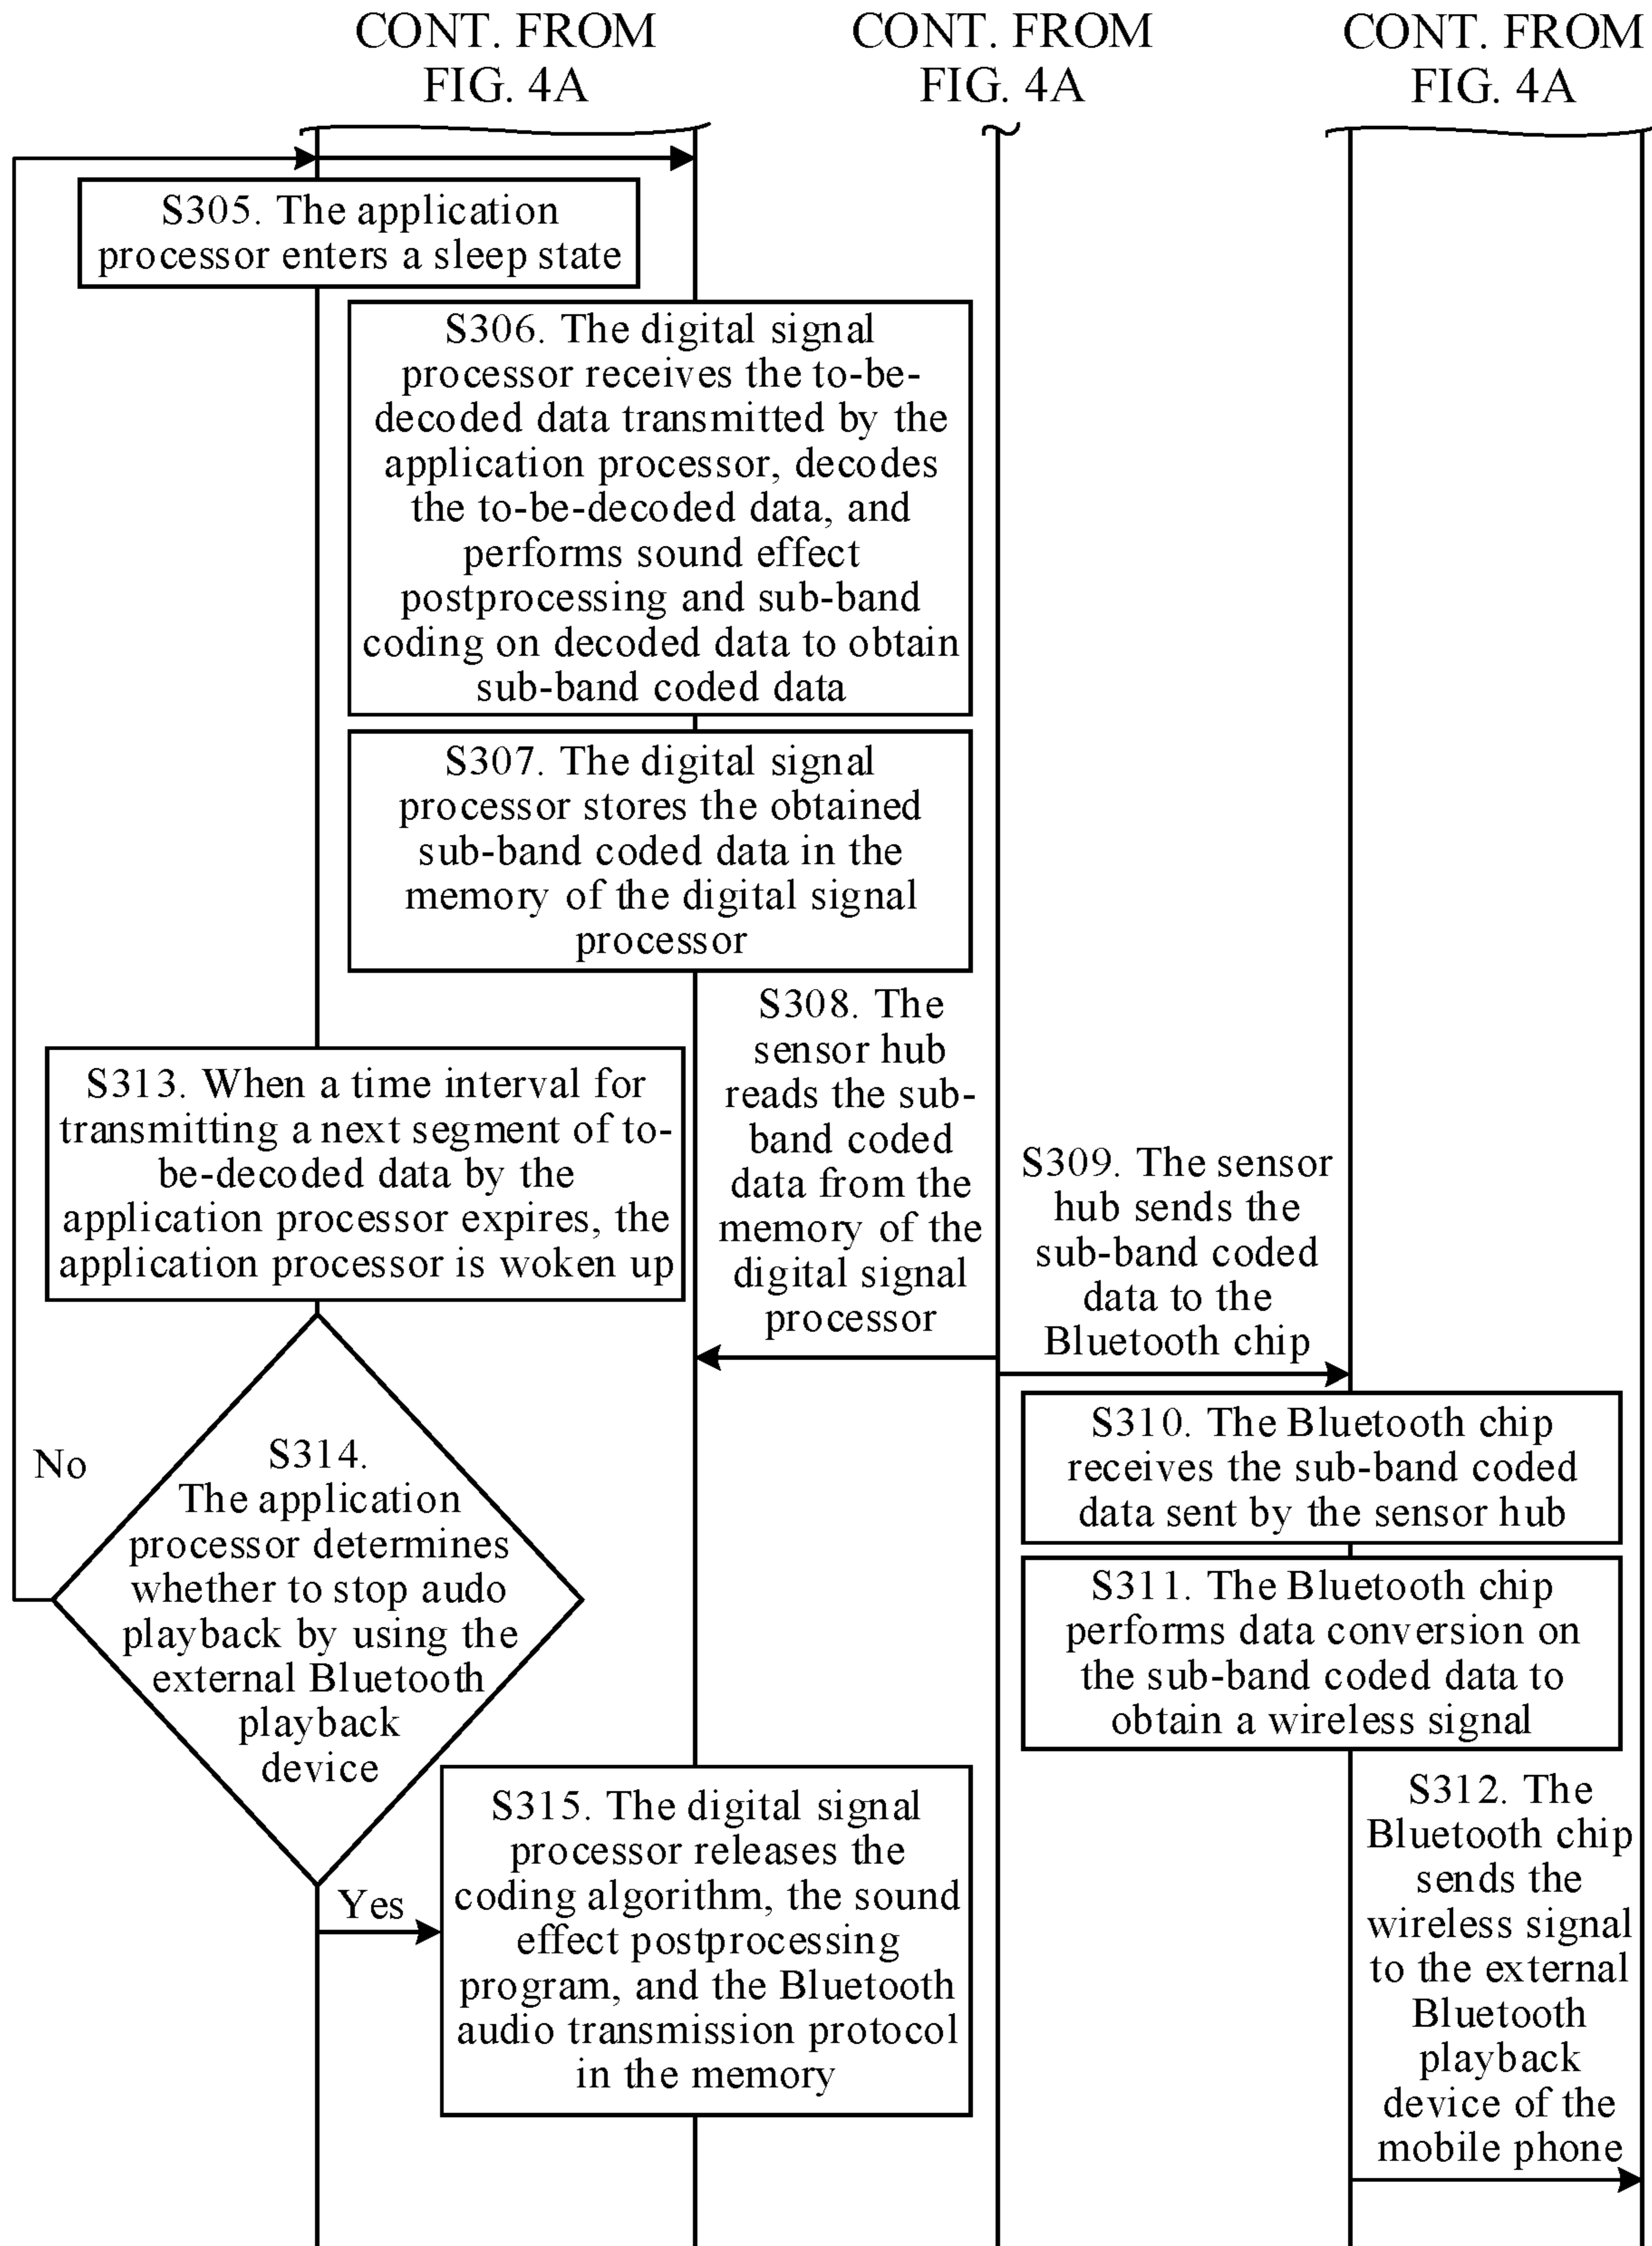 CONT. FROM
FIG. 4A
CONT. FROM
FIG. 4A
CONT. FROM
FIG. 4A
S305. The application
processor enters a sleep state
S306. The digital signal
processor receives the to-be-
decoded data transmitted by the
application processor, decodes
the to-be-decoded data, and
performs sound effect
postprocessing and sub-band
coding on decoded data to obtain
sub-band coded data
S307. The digital signal
processor stores the obtained
sub-band coded data in the
memory of the digital signal
processor
S308. The
sensor hub
reads the sub-
band coded
data from the
memory of the
digital signal
processor
S309. The sensor
hub sends the
sub-band coded
data to the
Bluetooth chip
S310. The Bluetooth chip
receives the sub-band coded
data sent by the sensor hub
S311. The Bluetooth chip
performs data conversion on
the sub-band coded data to
obtain a wireless signal
S312. The
Bluetooth chip
sends the
wireless signal
to the external
Bluetooth
playback
device of the
mobile phone
S313. When a time interval for
transmitting a next segment of to-
be-decoded data by the
application processor expires, the
application processor is woken up
No
S314.
The application
processor determines
whether to stop audo
playback by using the
external Bluetooth
playback
device
Yes
S315. The digital signal
processor releases the
coding algorithm, the sound
effect postprocessing
program, and the Bluetooth
audio transmission protocol
in the memory